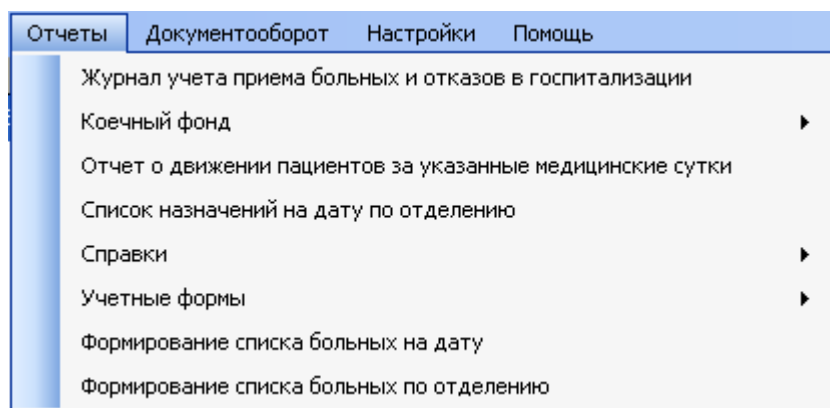 Отчеты Документооборот Настройки Помощь
Журнал учета приема больных и отказов в госпитализации
Коечный фонд
Отчет о движении пациентов за указанные медицинские сутки
Список назначений на дату по отделению
Справки
Учетные формы
Формирование списка больных на дату
Формирование списка больных по отделению